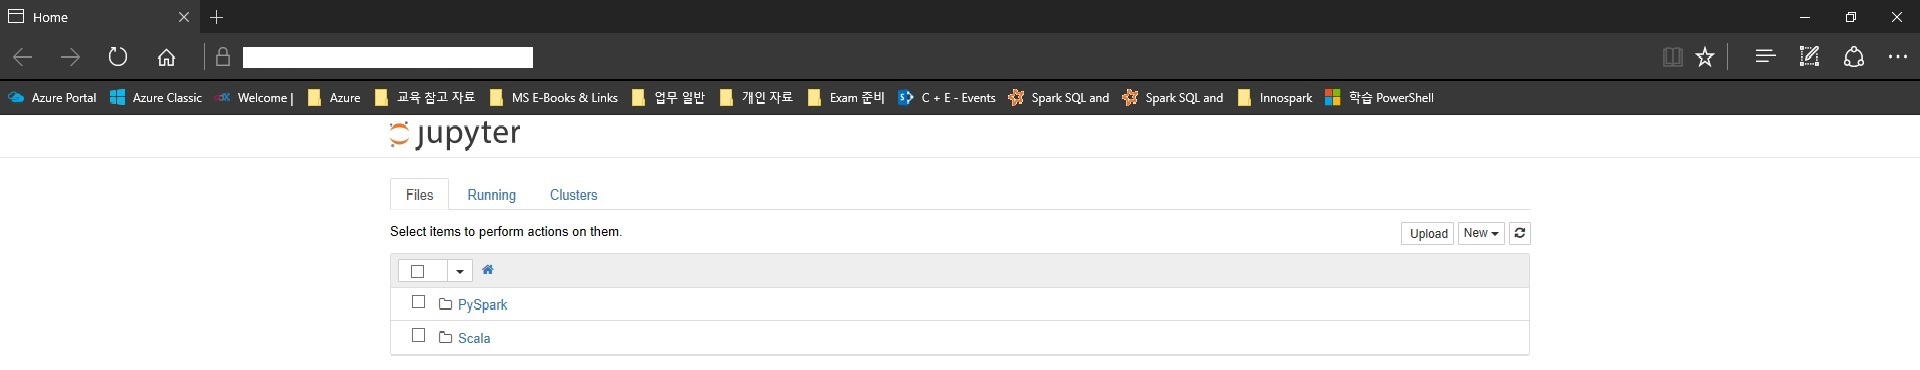 Home
Azure Portal Azure Classic Welcome | Azure 교육 참고 자료 MS E-Books & Links 업무 일반 개인 자료 Exam 준비 C + E - Events Spark SQL and Spark SQL and Innospark 학습 PowerShell
jupyter
Files Running Clusters
Select items to perform actions on them. Upload New
PySpark
Scala